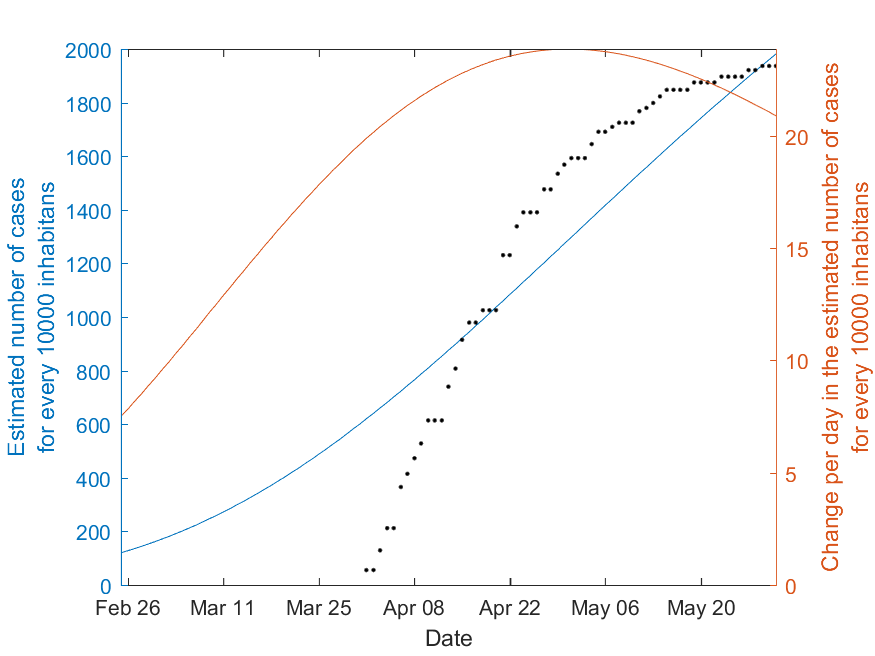 2000
1800
1600
1400
1200
1000
800
600
400
200
0
Estimated number of cases
for every 10000 inhabitans
20
15
10
5
0
Change per day in the estimated number of cases
for every 10000 inhabitans
Feb 26 Mar 11 Mar 25 Apr 08 Apr 22 May 06 May 20
Date